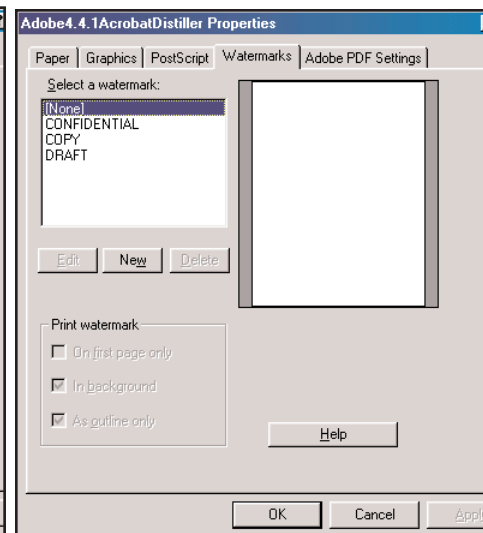 Adobe4.4.1AcrobatDistiller Properties
Paper Graphics PostScript Watermarks Adobe PDF Settings
Select a watermark:
[None]
CONFIDENTIAL
COPY
DRAFT
Edit New Delete
Print watermark
On first page only
In background
As outline only
Help
OK Cancel Apply